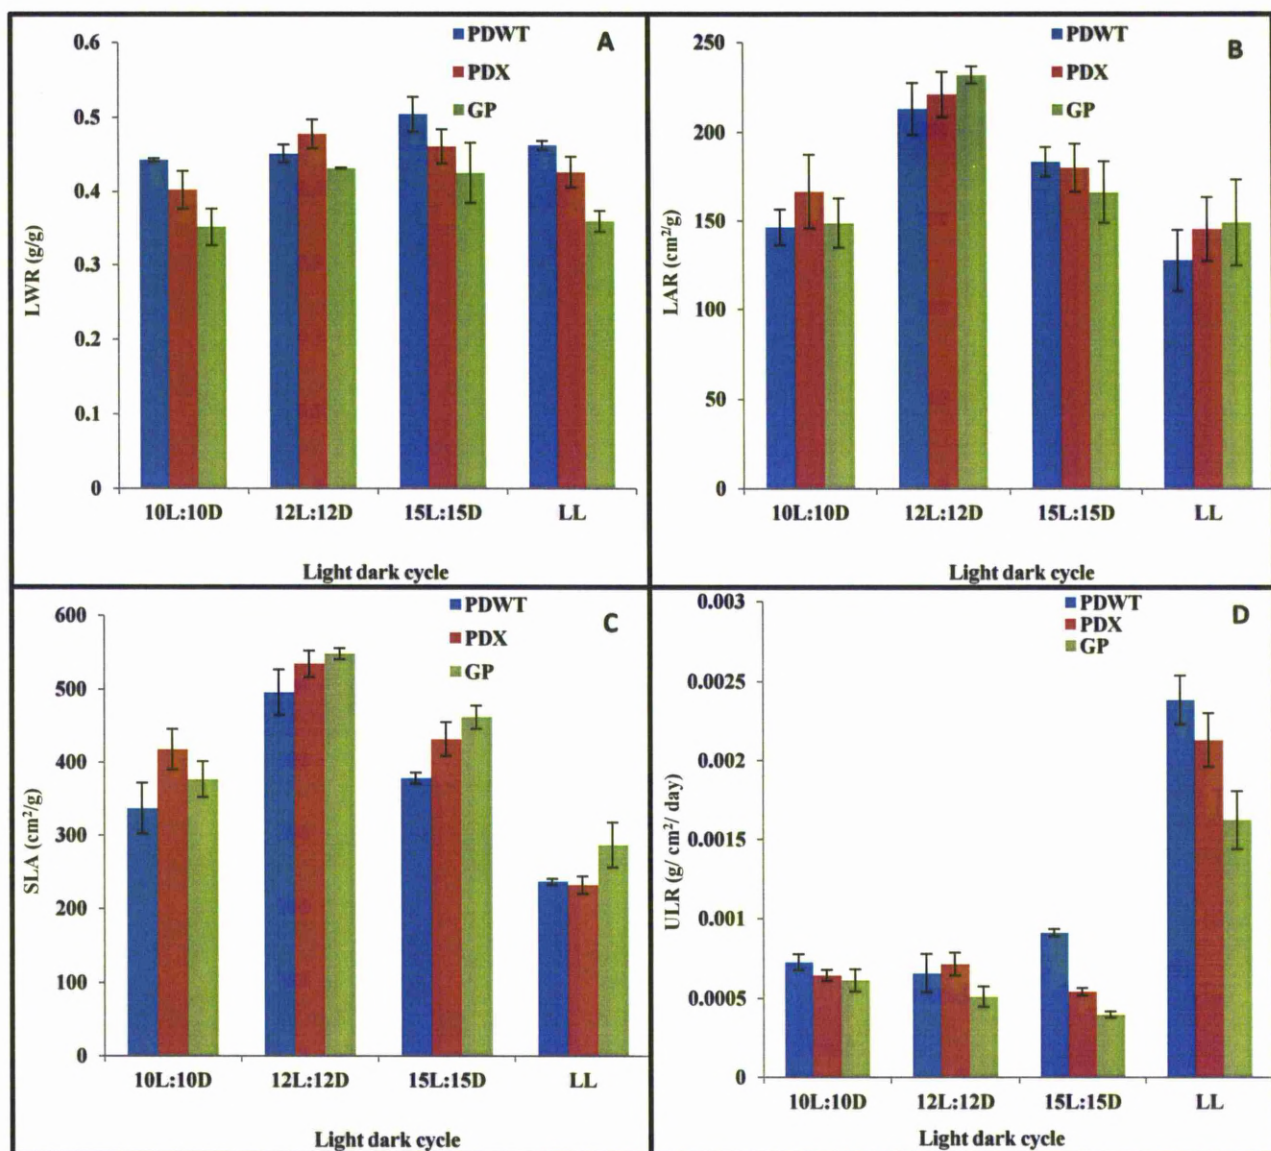 A
PDWT
PDX
GP
0.6
0.5
0.4
0.3
0.2
0.1
0
LWR (g/g)
10L:10D 12L:12D 15L:15D LL
Light dark cycle
B
PDWT
PDX
GP
250
200
150
100
50
0
LAR (cm²/g)
10L:10D 12L:12D 15L:15D LL
Light dark cycle
C
PDWT
PDX
GP
600
500
400
300
200
100
0
SLA (cm²/g)
10L:10D 12L:12D 15L:15D LL
Light dark cycle
D
PDWT
PDX
GP
0.003
0.0025
0.002
0.0015
0.001
0.0005
0
ULR (g/ cm²/ day)
10L:10D 12L:12D 15L:15D LL
Light dark cycle